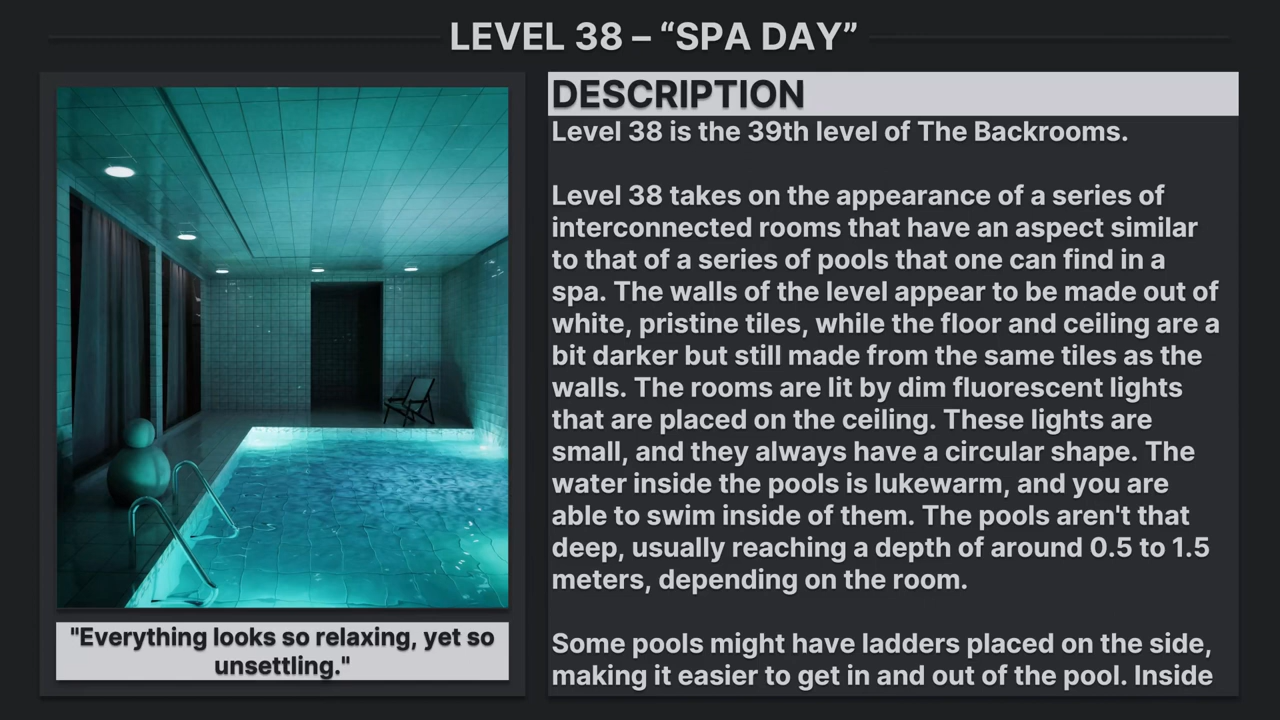 LEVEL 38 – “SPA DAY”
"Everything looks so relaxing, yet so
unsettling."
DESCRIPTION
Level 38 is the 39th level of The Backrooms.
Level 38 takes on the appearance of a series of
interconnected rooms that have an aspect similar
to that of a series of pools that one can find in a
spa. The walls of the level appear to be made out of
white, pristine tiles, while the floor and ceiling are a
bit darker but still made from the same tiles as the
walls. The rooms are lit by dim fluorescent lights
that are placed on the ceiling. These lights are
small, and they always have a circular shape. The
water inside the pools is lukewarm, and you are
able to swim inside of them. The pools aren't that
deep, usually reaching a depth of around 0.5 to 1.5
meters, depending on the room.
Some pools might have ladders placed on the side,
making it easier to get in and out of the pool. Inside